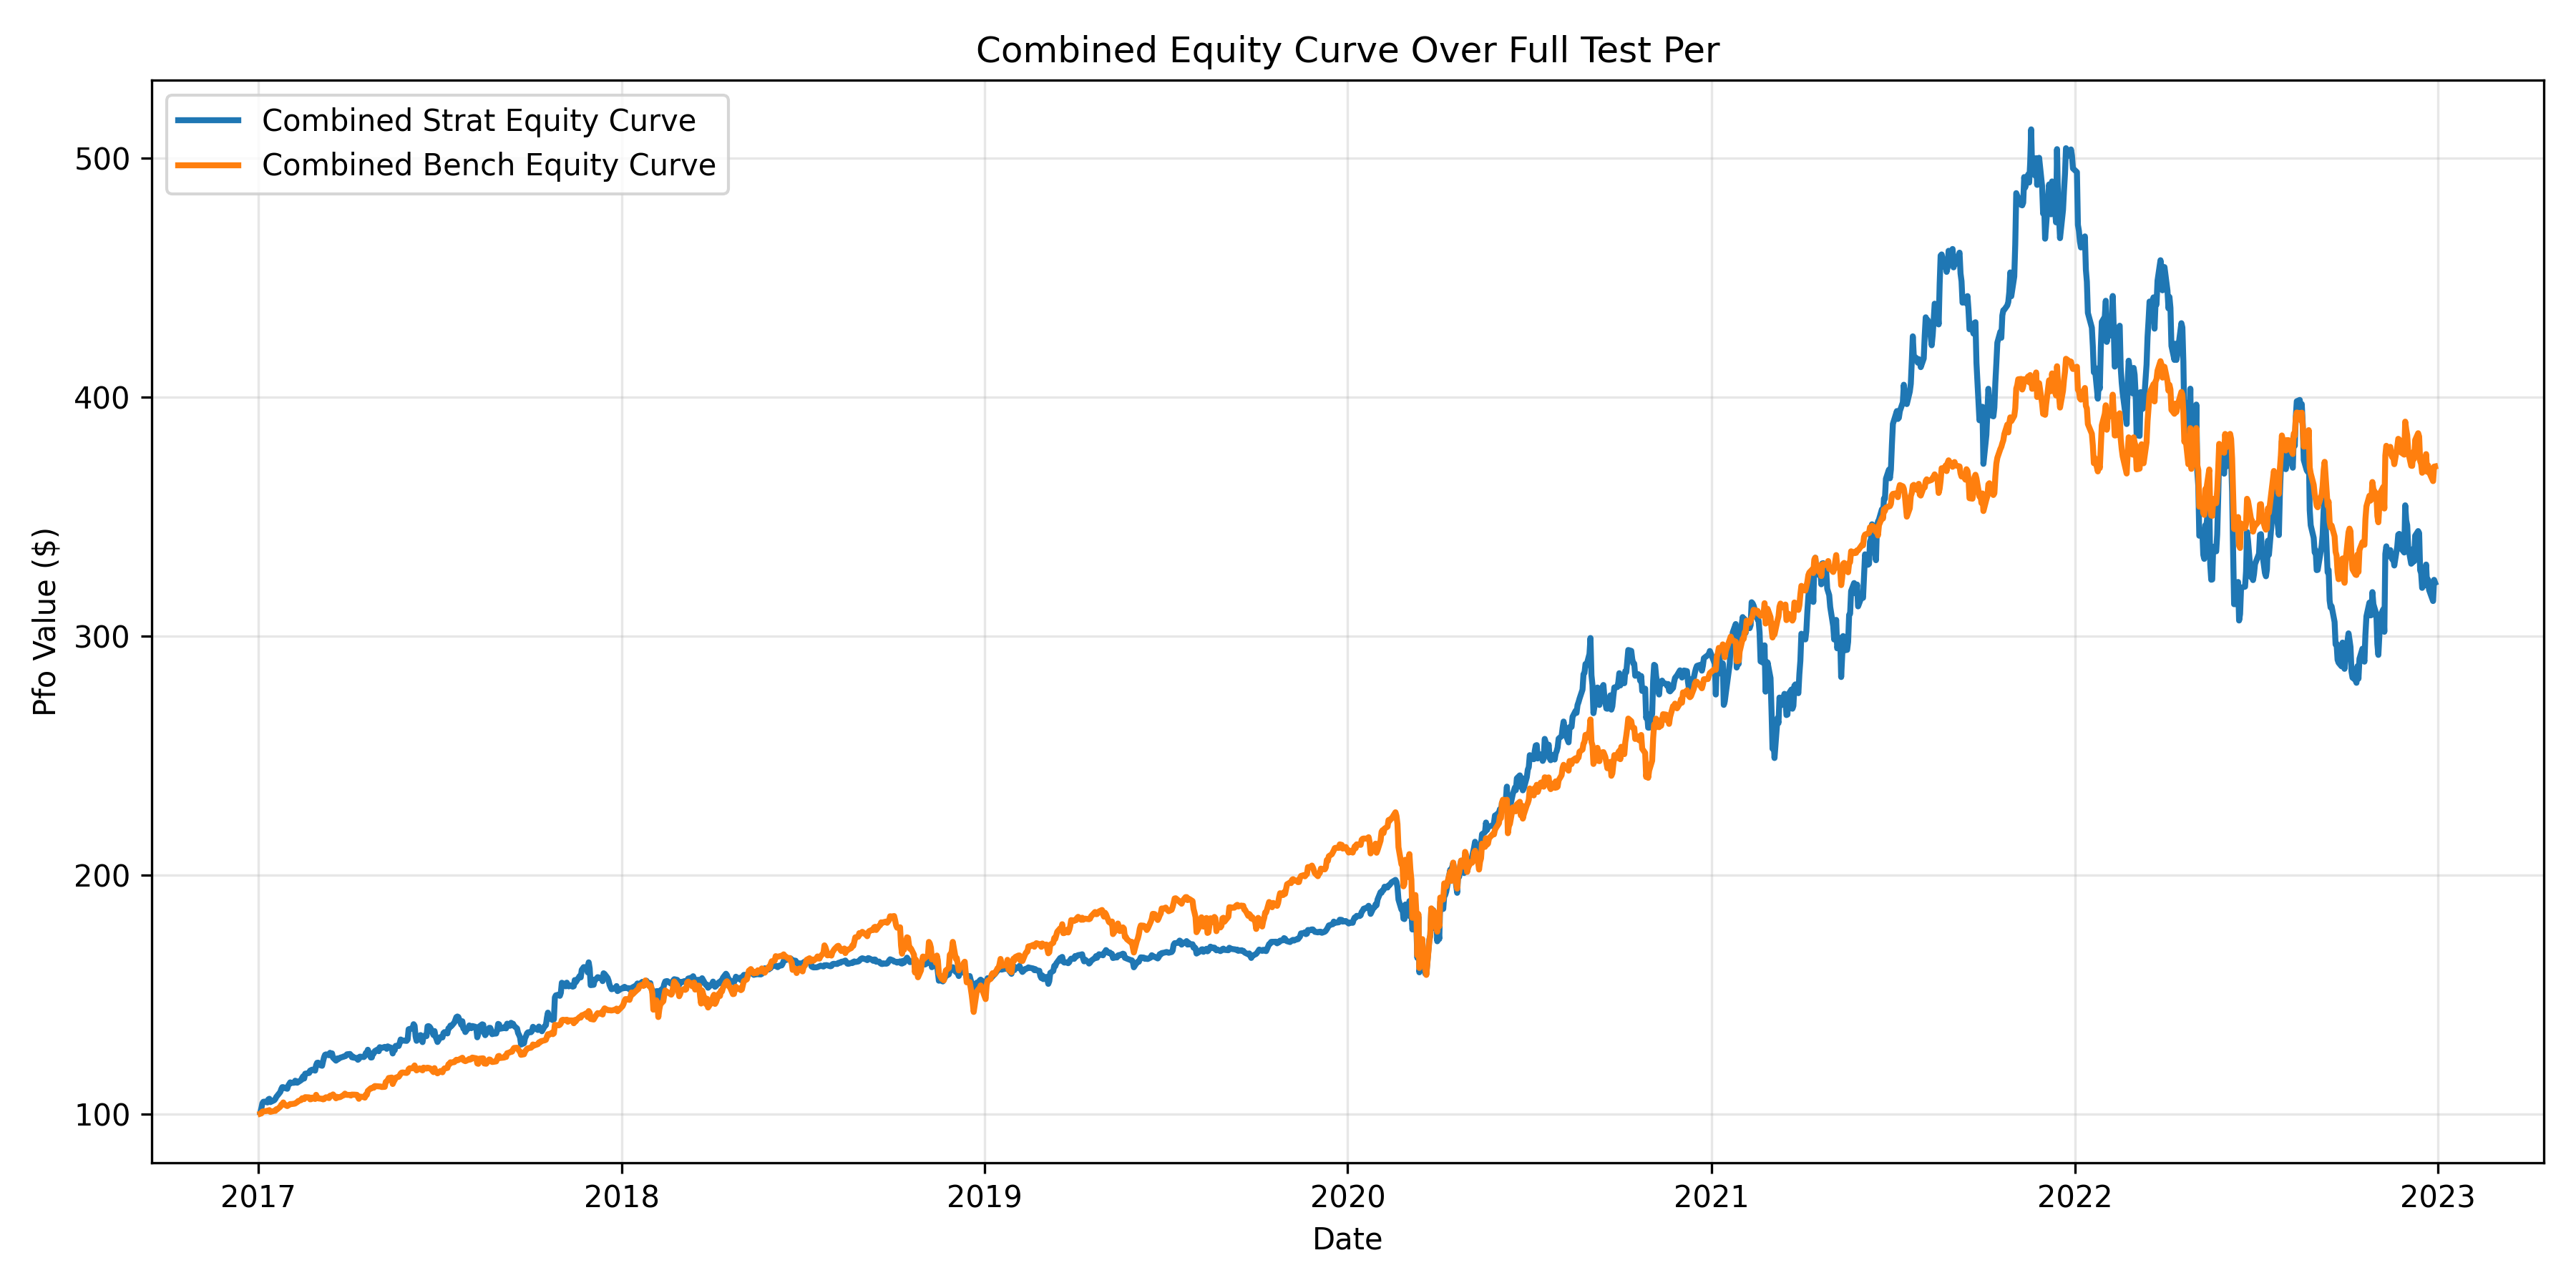 Combined Equity Curve Over Full Test Per
Combined Strat Equity Curve
Combined Bench Equity Curve
Pfo Value ($)
500
400
300
200
100
2017 2018 2019 2020 2021 2022 2023
Date